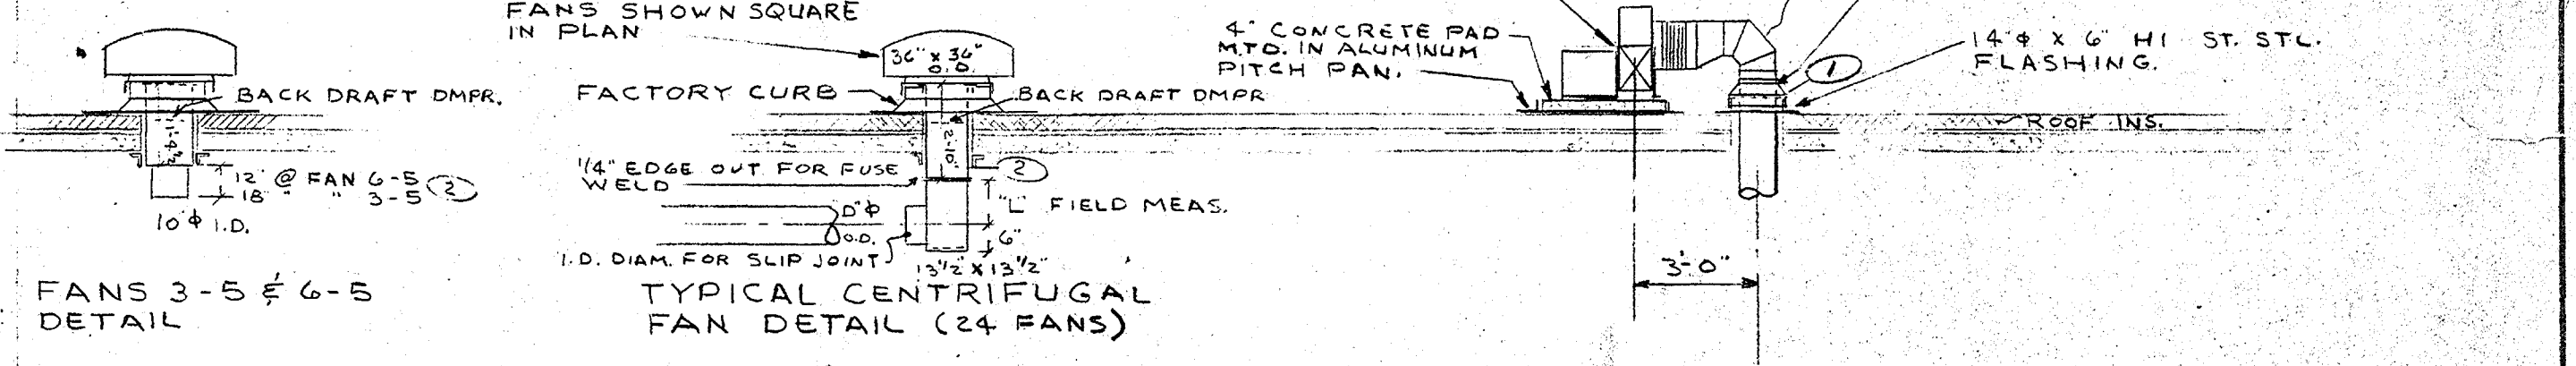 FANS SHOWN SQUARE
IN PLAN
36" x 36"
O.D.
BACK DRAFT DMPR.
1'-4"
12" @ FAN 6-5
18" " " 3-5
2
10"ϕ I.D.
FANS 3-5 & 6-5
DETAIL
FACTORY CURB
BACK DRAFT DMPR
2'-10"
1/4" EDGE OUT FOR FUSE
WELD
2
"L" FIELD MEAS.
D"ϕ
O.D.
6"
I.D. DIAM. FOR SLIP JOINT
13 1/2" X 13 1/2"
TYPICAL CENTRIFUGAL
FAN DETAIL (24 FANS)
4" CONCRETE PAD
MTD. IN ALUMINUM
PITCH PAN.
1
14"ϕ X 6" HI ST. STL.
FLASHING.
ROOF INS.
3'-0"